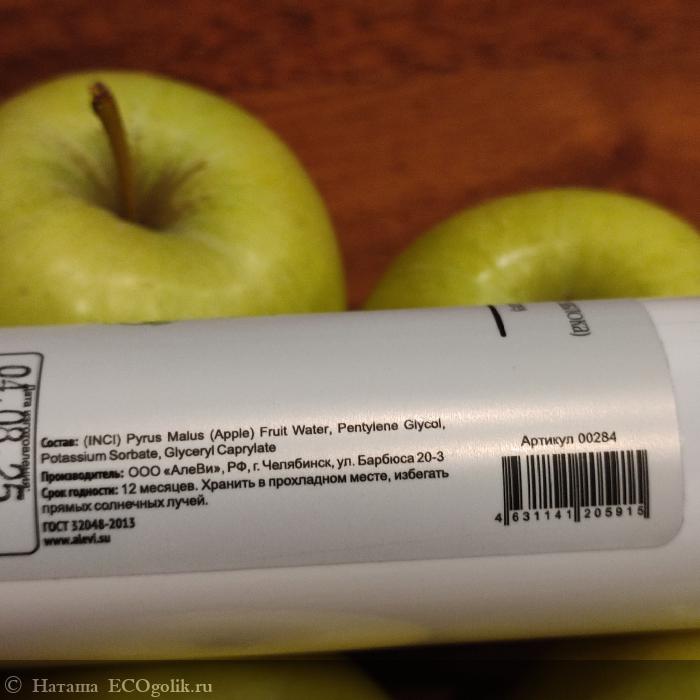 Состав: (INCI) Pyrus Malus (Apple) Fruit Water, Pentylene Glycol,
Potassium Sorbate, Glyceryl Caprylate
Производитель: ООО «АлеВи», РФ, г. Челябинск, ул. Барбюса 20-3
Срок годности: 12 месяцев. Хранить в прохладном месте, избегать
прямых солнечных лучей.
ГОСТ 32048-2013
www.alevi.su
Дата изготовления:
04.08.25
Артикул 00284
4 631141 205915
© Наташа ECOgolik.ru